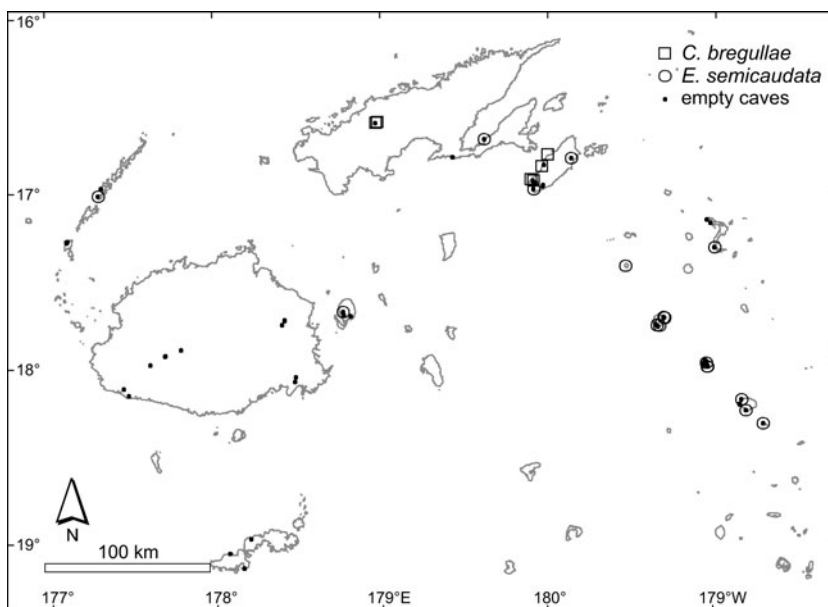 16°
C. bregullae
E. semicaudata
empty caves
17°
18°
N
19°
100 km
177° 178° 179°E 180° 179°W